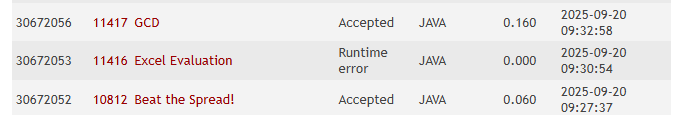 30672056 11417 GCD Accepted JAVA 0.160 2025-09-20 09:32:58
30672053 11416 Excel Evaluation Runtime error JAVA 0.000 2025-09-20 09:30:54
30672052 10812 Beat the Spread! Accepted JAVA 0.060 2025-09-20 09:27:37